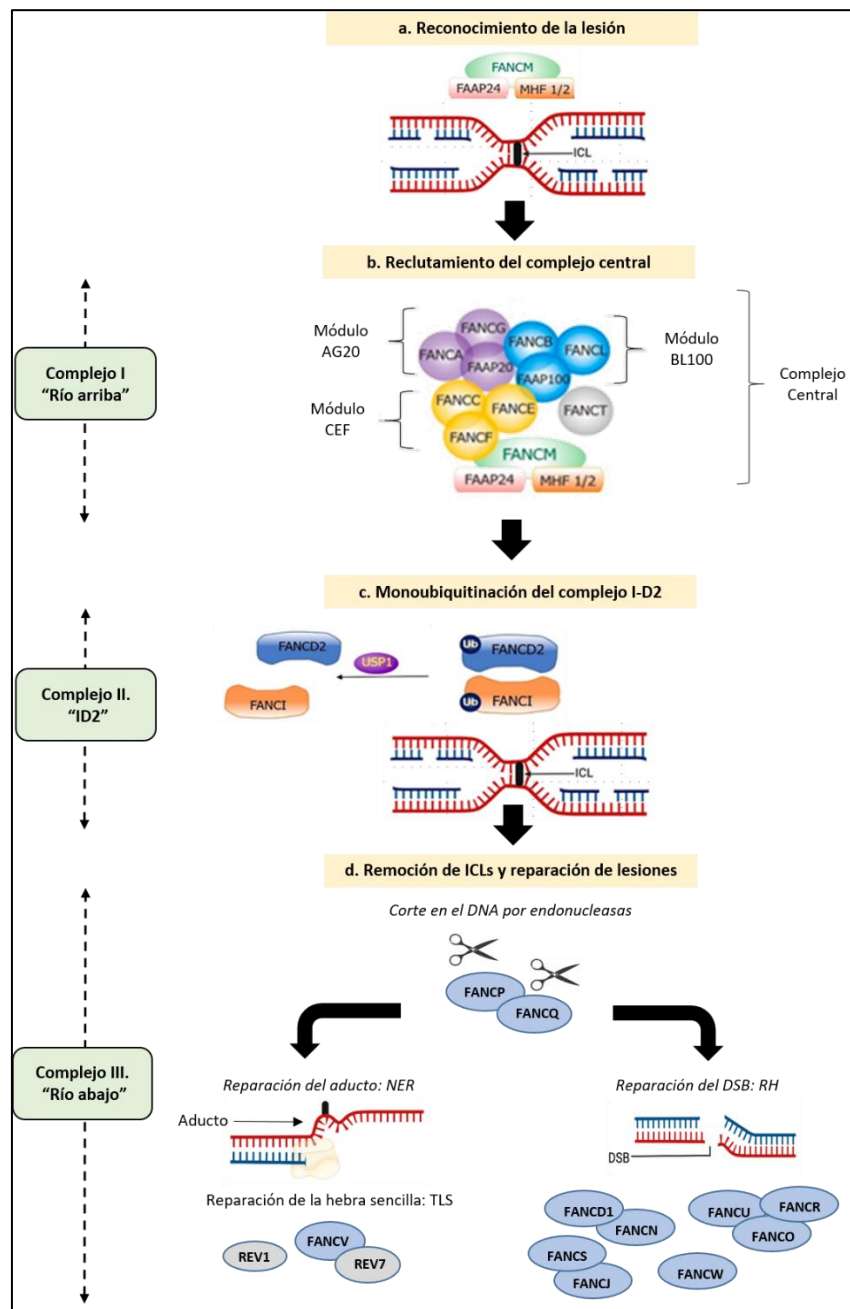 a. Reconocimiento de la lesión
FANCM
FAAP24
MHF 1/2
ICL
b. Reclutamiento del complejo central
Complejo I
“Río arriba”
Módulo
AG20
FANCG
FANCA
FAAP20
FANCB
FANCL
FAAP100
Módulo
BL100
Módulo
CEF
FANCC
FANCE
FANCF
FANCT
FANCM
FAAP24
MHF 1/2
Complejo
Central
c. Monoubiquitinación del complejo I-D2
Complejo II.
“ID2”
FANCD2
FANCI
USP1
Ub
FANCD2
Ub
FANCI
ICL
d. Remoción de ICLs y reparación de lesiones
Corte en el DNA por endonucleasas
FANCP
FANCQ
Complejo III.
“Río abajo”
Reparación del aducto: NER
Aducto
Reparación de la hebra sencilla: TLS
REV1
FANCV
REV7
Reparación del DSB: RH
DSB
FANCD1
FANCN
FANCS
FANCJ
FANCU
FANCR
FANCO
FANCW